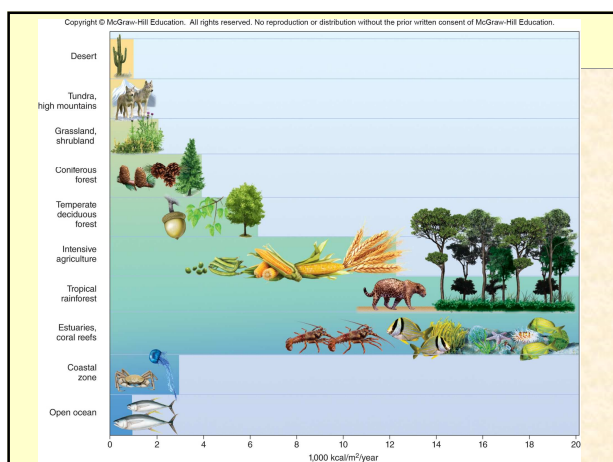 Copyright © McGraw-Hill Education. All rights reserved. No reproduction or distribution without the prior written consent of McGraw-Hill Education.
Desert
Tundra,
high mountains
Grassland,
shrubland
Coniferous
forest
Temperate
deciduous
forest
Intensive
agriculture
Tropical
rainforest
Estuaries,
coral reefs
Coastal
zone
Open ocean
0 2 4 6 8 10 12 14 16 18 20
1,000 kcal/m²/year